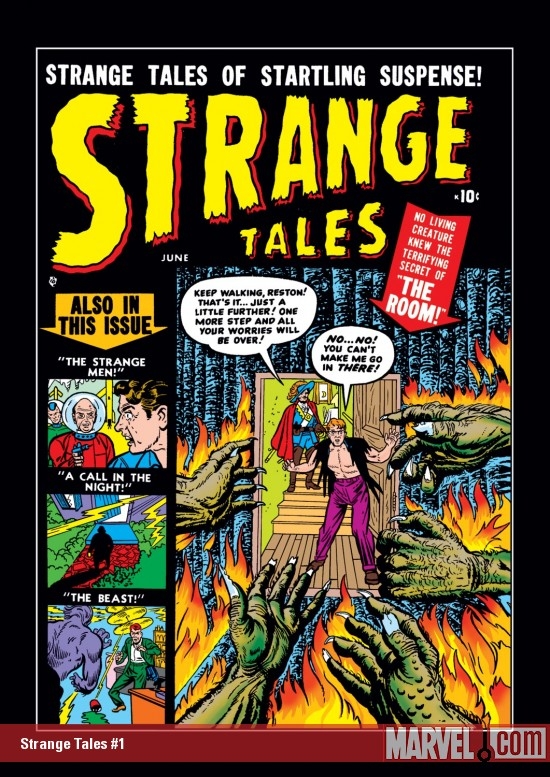 STRANGE TALES OF STARTLING SUSPENSE!
STRANGE
TALES
K 10¢
JUNE
NO LIVING
CREATURE
KNEW THE
TERRIFYING
SECRET OF
"THE
ROOM!"
ALSO IN
THIS ISSUE
"THE STRANGE
MEN!"
"A CALL IN THE
NIGHT!"
"THE BEAST!"
KEEP WALKING, RESTON!
THAT'S IT... JUST A
LITTLE FURTHER! ONE
MORE STEP AND ALL
YOUR WORRIES WILL
BE OVER!
NO...NO!
YOU CAN'T
MAKE ME GO
IN THERE!
Strange Tales #1
MARVEL.com